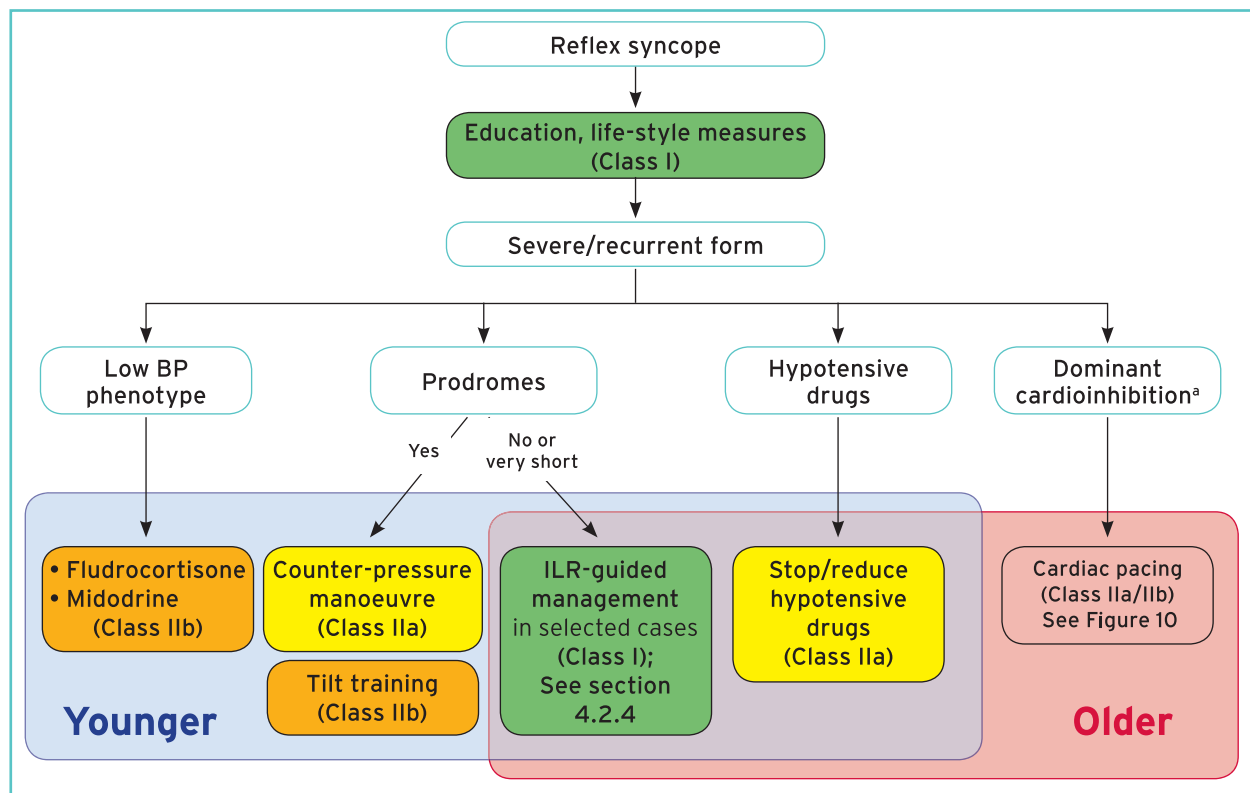 Reflex syncope
Education, life-style measures
(Class I)
Severe/recurrent form
Low BP
phenotype
Prodromes
Hypotensive
drugs
Dominant
cardioinhibitionᵃ
Yes
No or
very short
• Fludrocortisone
• Midodrine
(Class IIb)
Counter-pressure
manoeuvre
(Class IIa)
Tilt training
(Class IIb)
ILR-guided
management
in selected cases
(Class I);
See section
4.2.4
Stop/reduce
hypotensive
drugs
(Class IIa)
Cardiac pacing
(Class IIa/IIb)
See Figure 10
Younger
Older